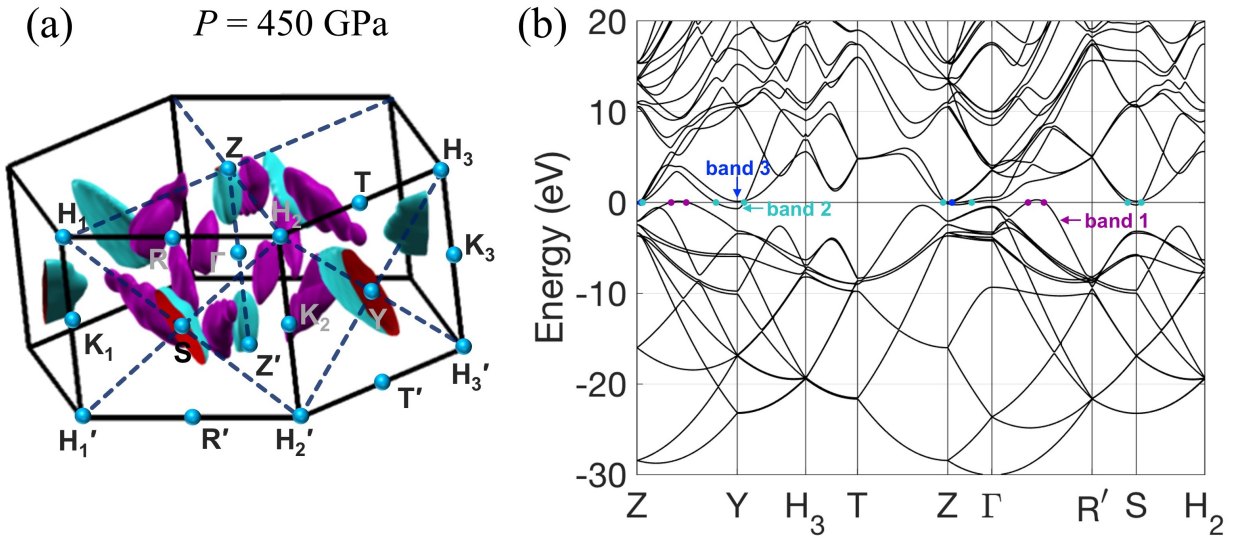 (a)
P = 450 GPa
Z
H₃
T
H₁
H₂
R
Γ
K₃
K₁
S
K₂
Y
Z′
H₃′
T′
H₁′
R′
H₂′
(b)
Energy (eV)
20
10
0
-10
-20
-30
band 3
band 2
band 1
Z Y H₃ T Z Γ R′ S H₂